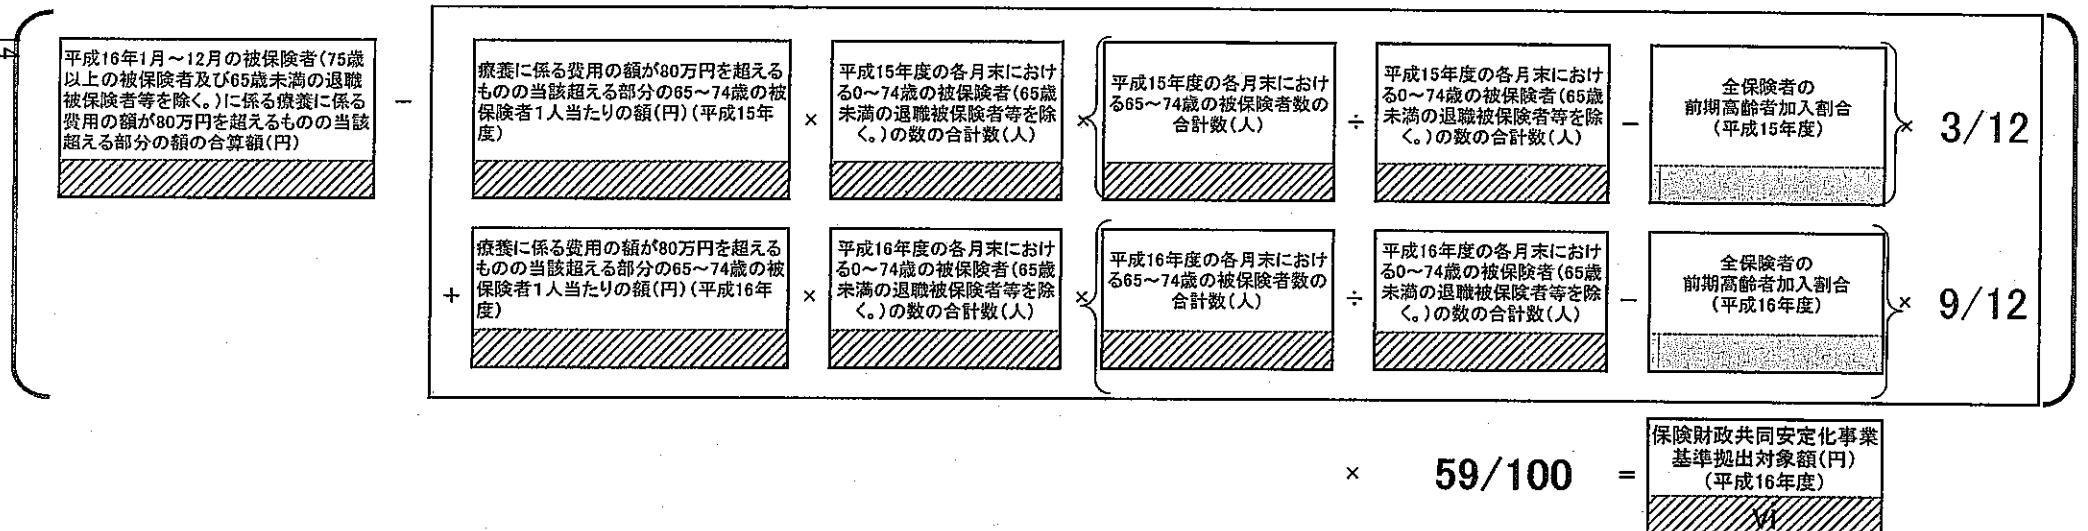 平成16年1月～12月の被保険者(75歳
以上の被保険者及び65歳未満の退職
被保険者等を除く。)に係る療養に係る
費用の額が80万円を超えるものの当該
超える部分の額の合算額(円)
－
療養に係る費用の額が80万円を超える
ものの当該超える部分の65～74歳の被
保険者1人当たりの額(円)(平成15年
度)
×
平成15年度の各月末におけ
る0～74歳の被保険者(65歳
未満の退職被保険者等を除
く。)の数の合計数(人)
×
平成15年度の各月末におけ
る65～74歳の被保険者数の
合計数(人)
÷
平成15年度の各月末におけ
る0～74歳の被保険者(65歳
未満の退職被保険者等を除
く。)の数の合計数(人)
－
全保険者の
前期高齢者加入割合
(平成15年度)
× 3/12
＋
療養に係る費用の額が80万円を超える
ものの当該超える部分の65～74歳の被
保険者1人当たりの額(円)(平成16年
度)
×
平成16年度の各月末におけ
る0～74歳の被保険者(65歳
未満の退職被保険者等を除
く。)の数の合計数(人)
×
平成16年度の各月末におけ
る65～74歳の被保険者数の
合計数(人)
÷
平成16年度の各月末におけ
る0～74歳の被保険者(65歳
未満の退職被保険者等を除
く。)の数の合計数(人)
－
全保険者の
前期高齢者加入割合
(平成16年度)
× 9/12
× 59/100 =
保険財政共同安定化事業
基準拠出対象額(円)
(平成16年度)
Ⅵ
4